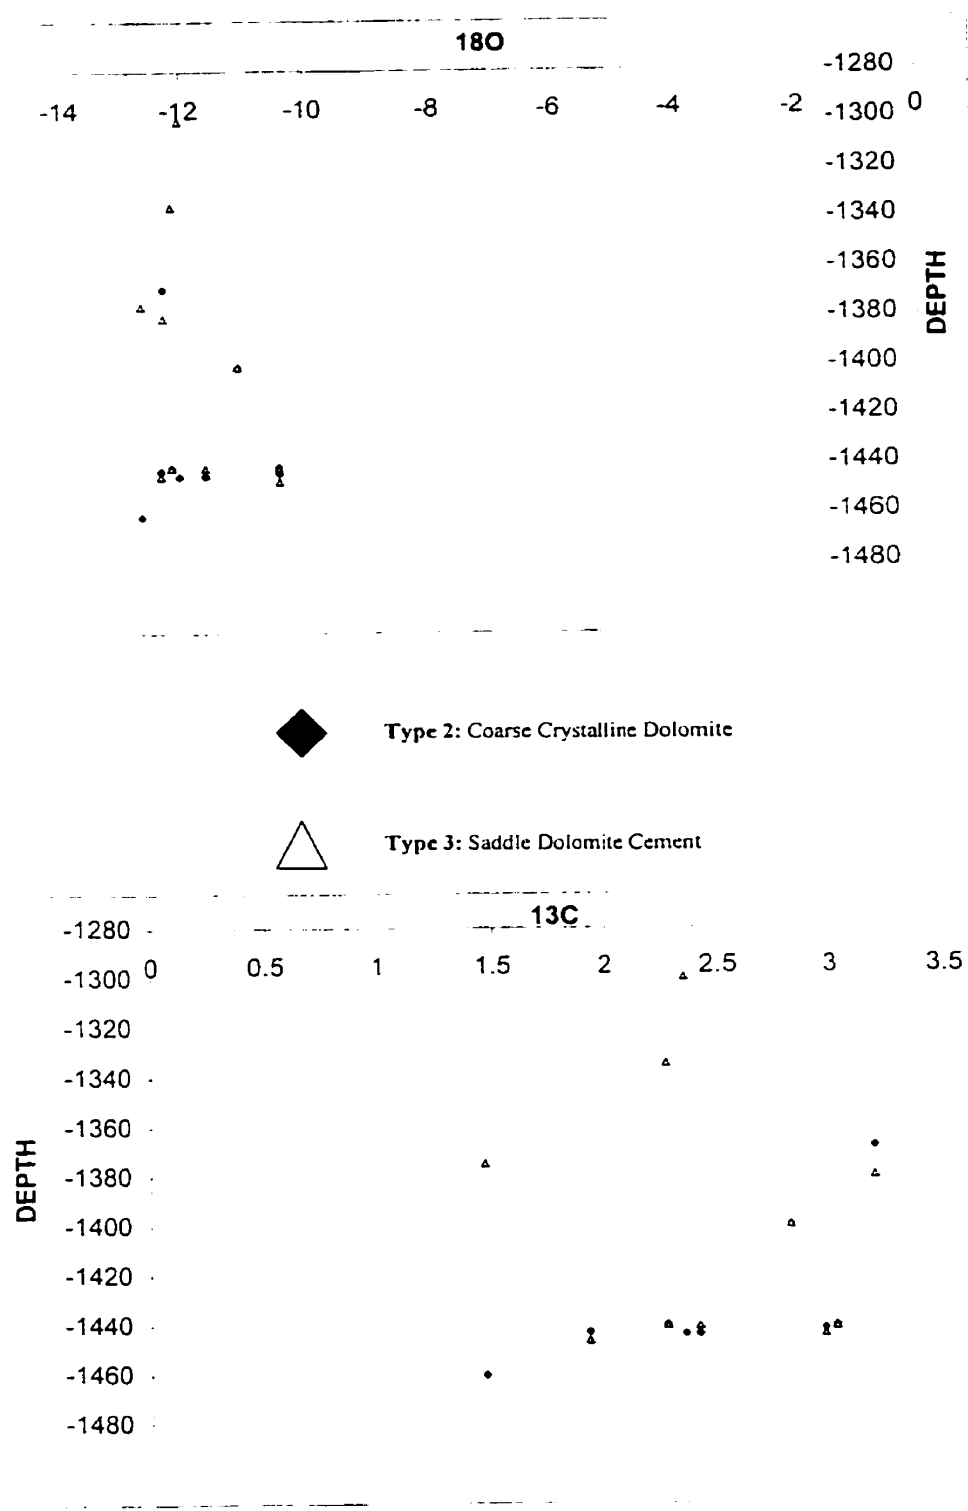 18O
-14 -12 -10 -8 -6 -4 -2 0
-1280
-1300
-1320
-1340
-1360
-1380
-1400
-1420
-1440
-1460
-1480
DEPTH
Type 2: Coarse Crystalline Dolomite
Type 3: Saddle Dolomite Cement
13C
0 0.5 1 1.5 2 2.5 3 3.5
-1280
-1300
-1320
-1340
-1360
-1380
-1400
-1420
-1440
-1460
-1480
DEPTH